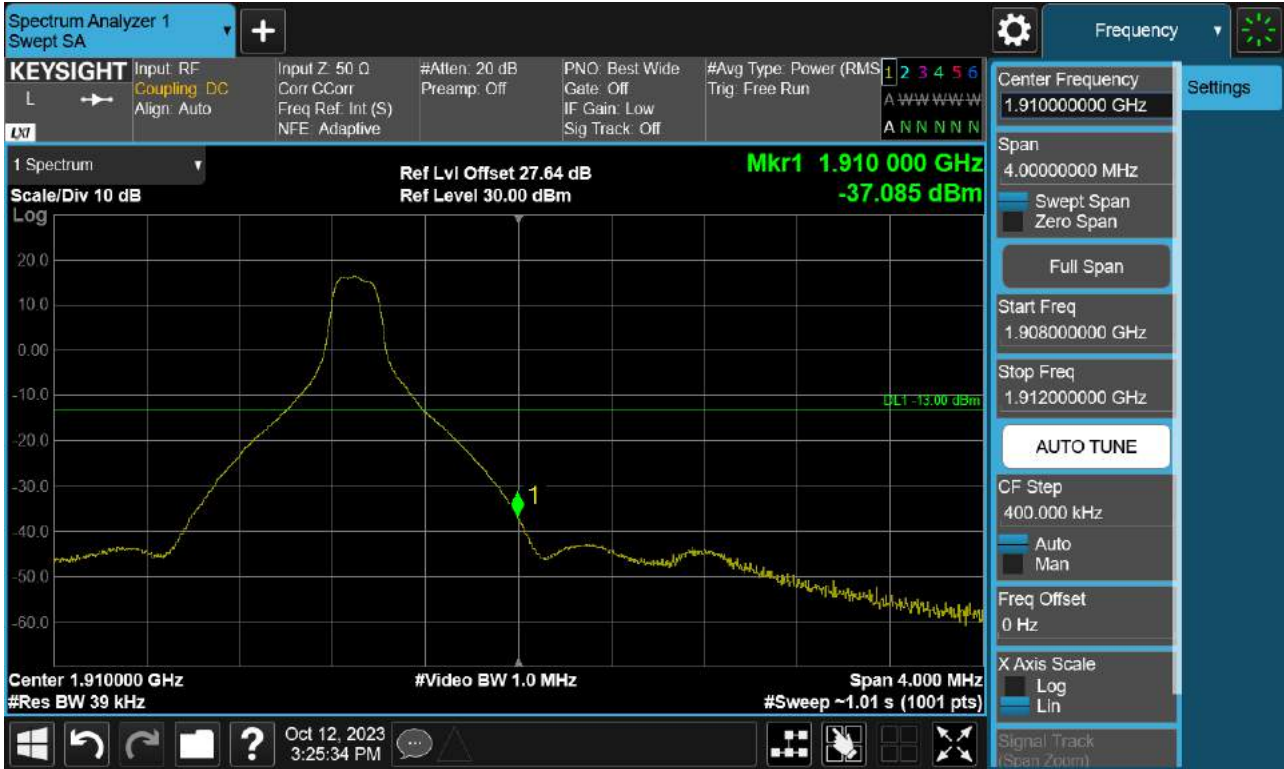 Spectrum Analyzer 1
Swept SA
+
Frequency
KEYSIGHT
L
LXI
Input: RF
Coupling: DC
Align: Auto
Input Z: 50 Ω
Corr CCorr
Freq Ref: Int (S)
NFE: Adaptive
#Atten: 20 dB
Preamp: Off
PNO: Best Wide
Gate: Off
IF Gain: Low
Sig Track: Off
#Avg Type: Power (RMS
Trig: Free Run
1 2 3 4 5 6
A W W W W W
A N N N N N
1 Spectrum
Scale/Div 10 dB
Log
Ref Lvl Offset 27.64 dB
Ref Level 30.00 dBm
Mkr1 1.910 000 GHz
-37.085 dBm
20.0
10.0
0.00
-10.0
DL1 -13.00 dBm
-20.0
-30.0
1
-40.0
-50.0
-60.0
Center 1.910000 GHz
#Res BW 39 kHz
#Video BW 1.0 MHz
Span 4.000 MHz
#Sweep ~1.01 s (1001 pts)
Center Frequency
1.910000000 GHz
Settings
Span
4.00000000 MHz
Swept Span
Zero Span
Full Span
Start Freq
1.908000000 GHz
Stop Freq
1.912000000 GHz
AUTO TUNE
CF Step
400.000 kHz
Auto
Man
Freq Offset
0 Hz
X Axis Scale
Log
Lin
Signal Track
(Span Zoom)
?
Oct 12, 2023
3:25:34 PM